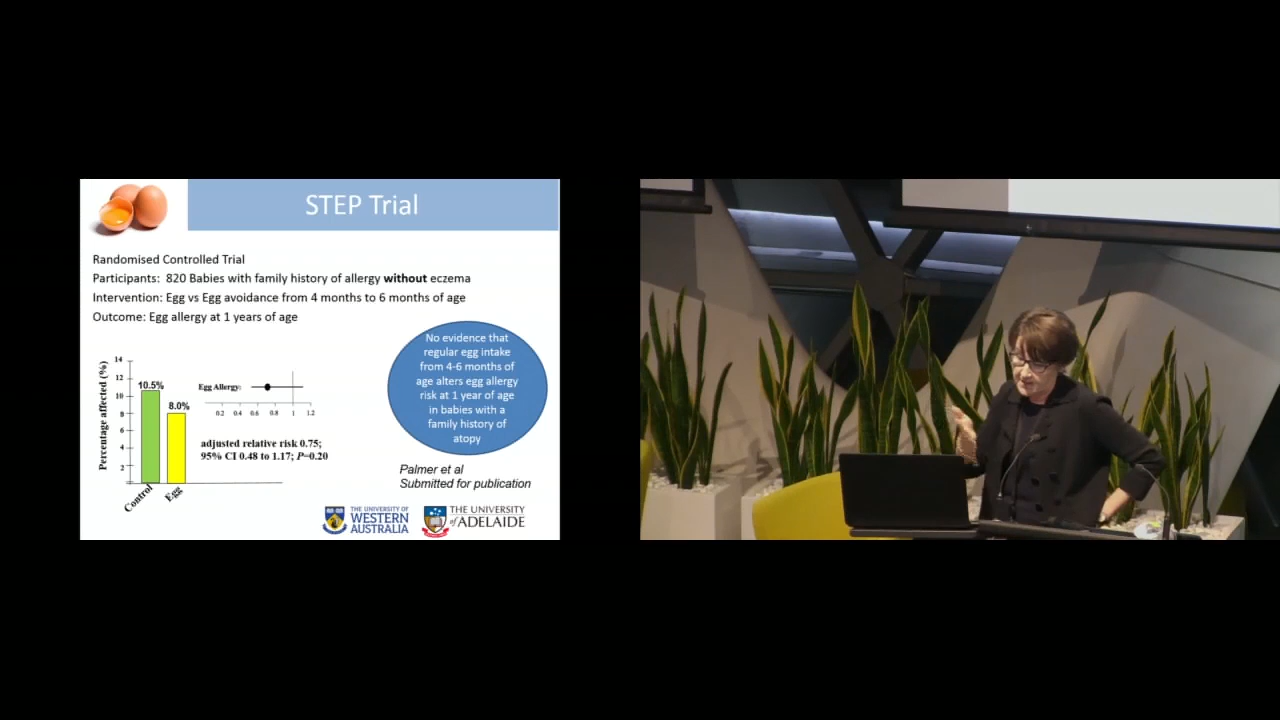 STEP Trial
Randomised Controlled Trial
Participants: 820 Babies with family history of allergy without eczema
Intervention: Egg vs Egg avoidance from 4 months to 6 months of age
Outcome: Egg allergy at 1 years of age
Percentage affected (%)
14
12
10
8
6
4
2
10.5%
8.0%
Control
Egg
Egg Allergy:
0.2 0.4 0.6 0.8 1 1.2
adjusted relative risk 0.75;
95% CI 0.48 to 1.17; P=0.20
No evidence that
regular egg intake
from 4-6 months of
age alters egg allergy
risk at 1 year of age
in babies with a
family history of
atopy
Palmer et al
Submitted for publication
THE UNIVERSITY OF
WESTERN
AUSTRALIA
THE UNIVERSITY
of ADELAIDE